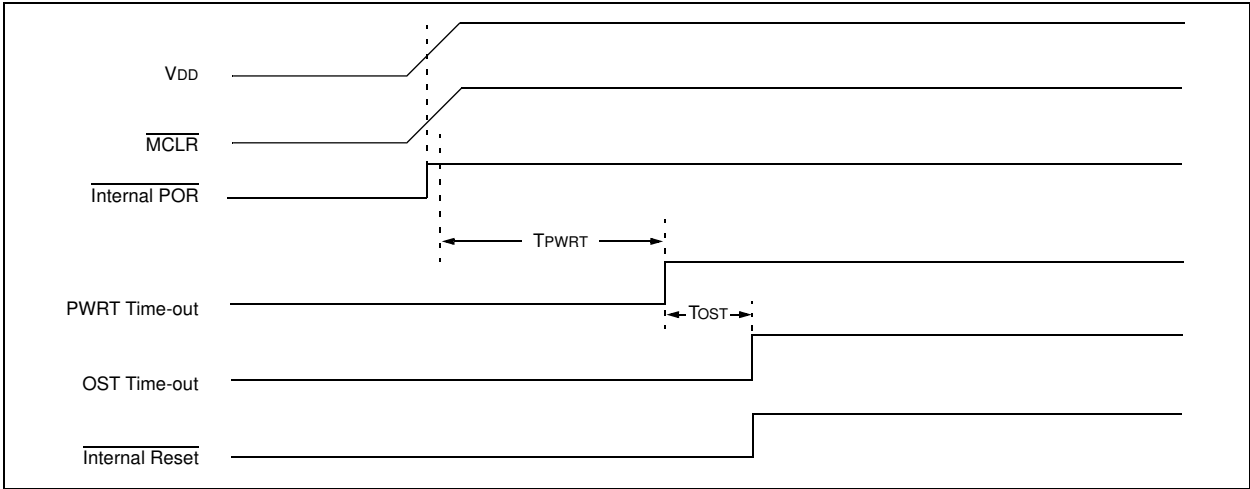 VDD
MCLR
Internal POR
TPWRT
PWRT Time-out
TOST
OST Time-out
Internal Reset